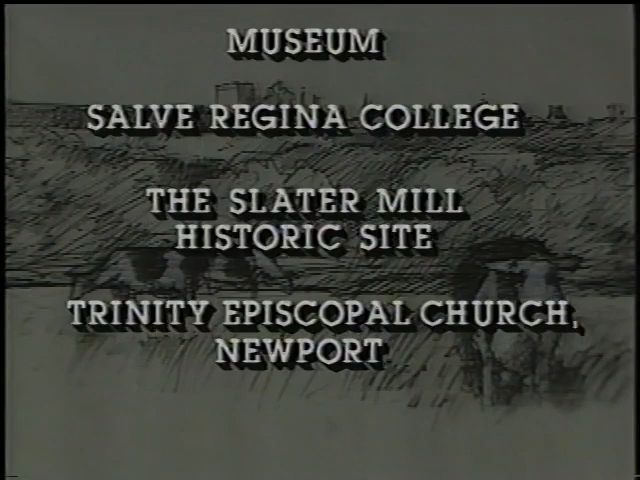 MUSEUM
SALVE REGINA COLLEGE
THE SLATER MILL
HISTORIC SITE
TRINITY EPISCOPAL CHURCH,
NEWPORT